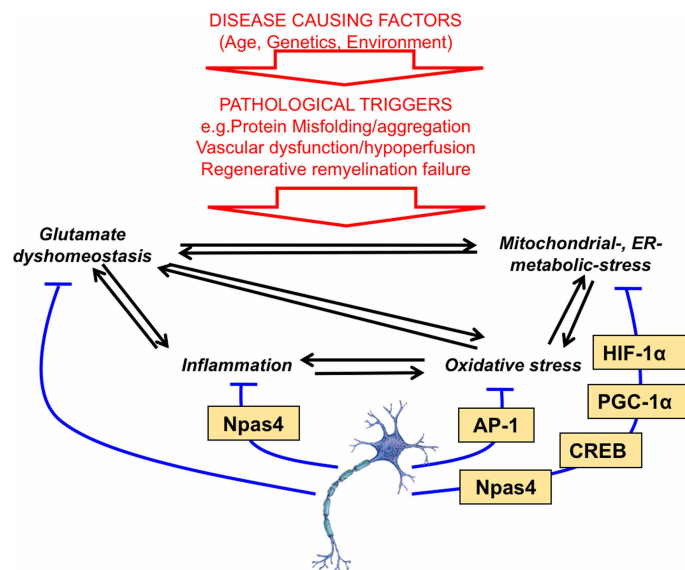 DISEASE CAUSING FACTORS
(Age, Genetics, Environment)
PATHOLOGICAL TRIGGERS
e.g.Protein Misfolding/aggregation
Vascular dysfunction/hypoperfusion
Regenerative remyelination failure
Glutamate
dyshomeostasis
Mitochondrial-, ER-
metabolic-stress
Inflammation
Oxidative stress
HIF-1α
PGC-1α
Npas4
AP-1
CREB
Npas4